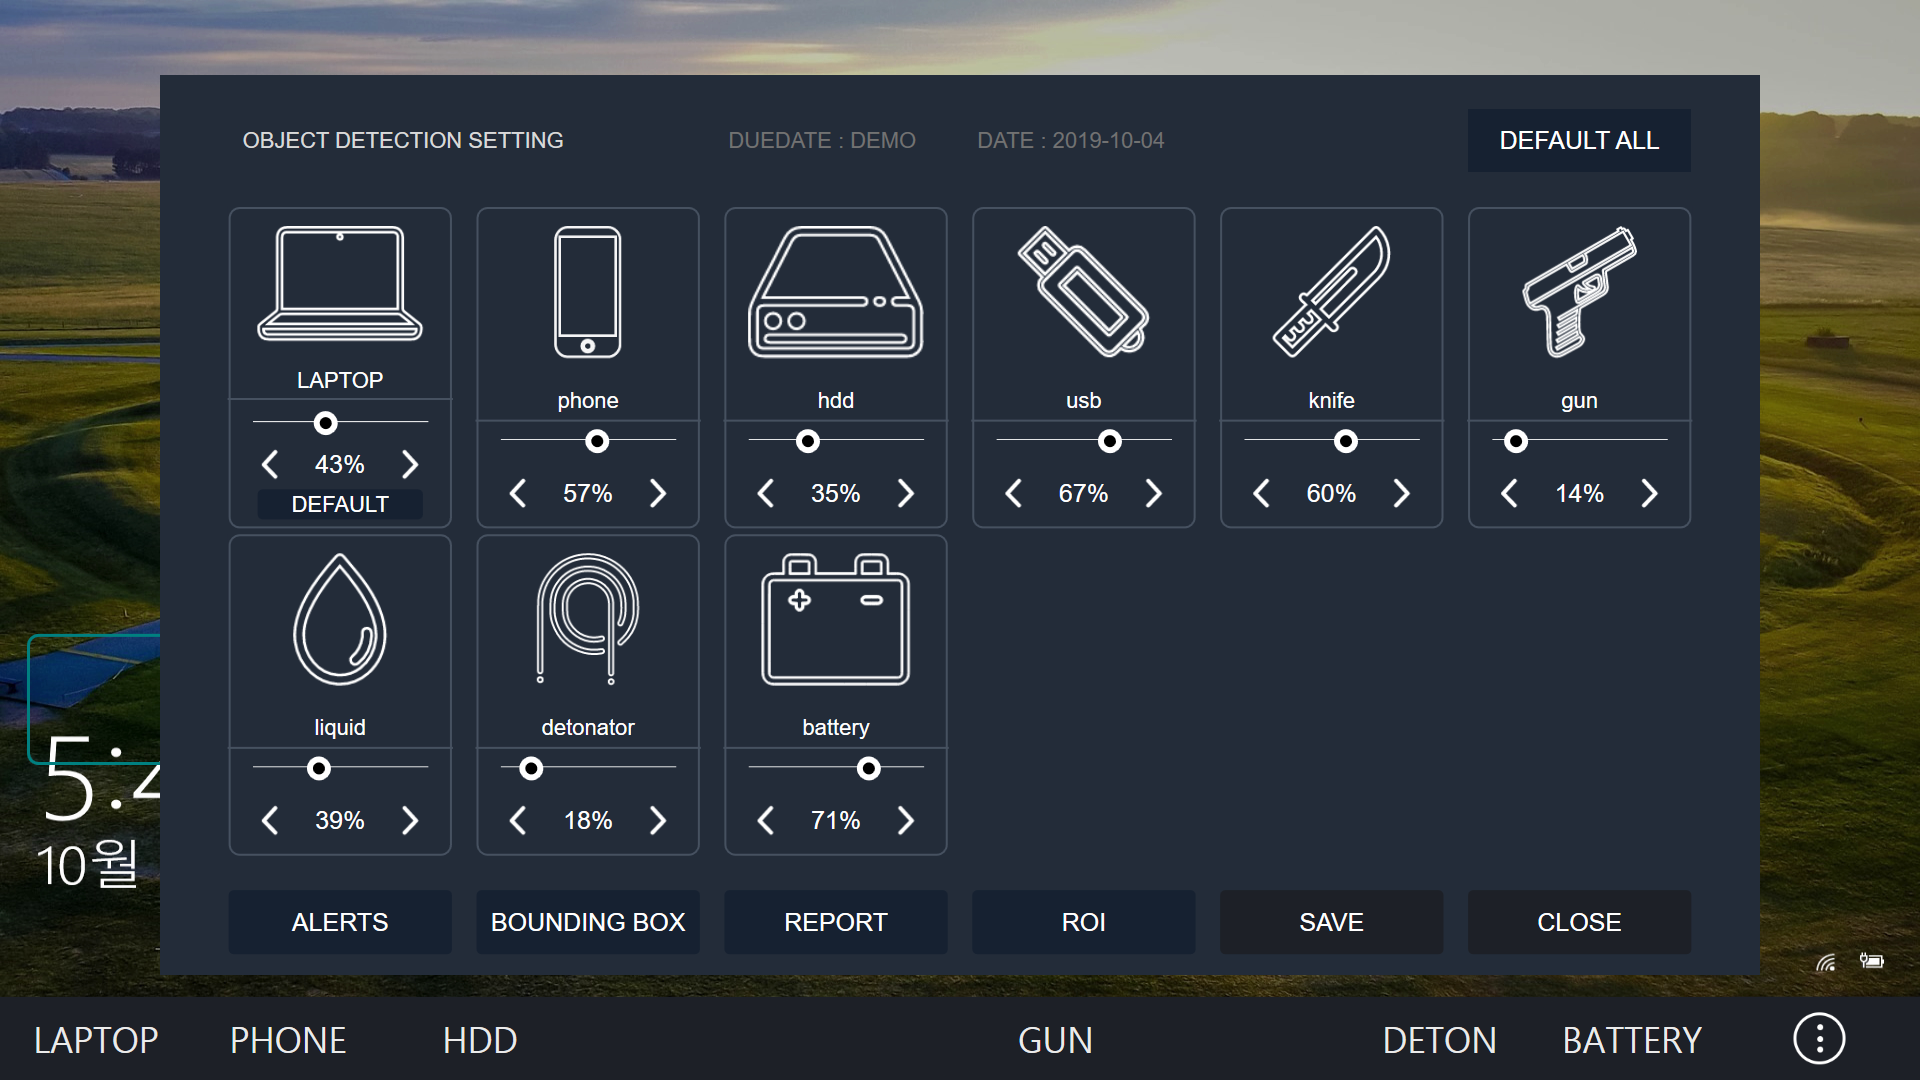 OBJECT DETECTION SETTING
DUEDATE : DEMO
DATE : 2019-10-04
DEFAULT ALL
LAPTOP
43%
DEFAULT
phone
57%
hdd
35%
usb
67%
knife
60%
gun
14%
liquid
39%
detonator
18%
battery
71%
5:4
10월
ALERTS
BOUNDING BOX
REPORT
ROI
SAVE
CLOSE
LAPTOP
PHONE
HDD
GUN
DETON
BATTERY